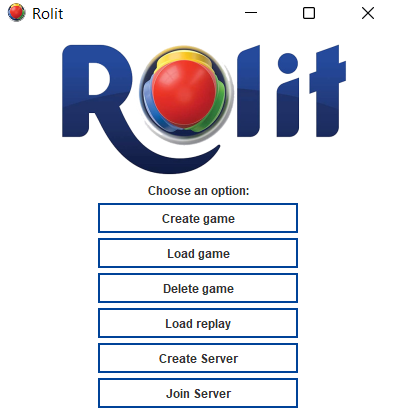 Rolit
Rolit
Choose an option:
Create game
Load game
Delete game
Load replay
Create Server
Join Server